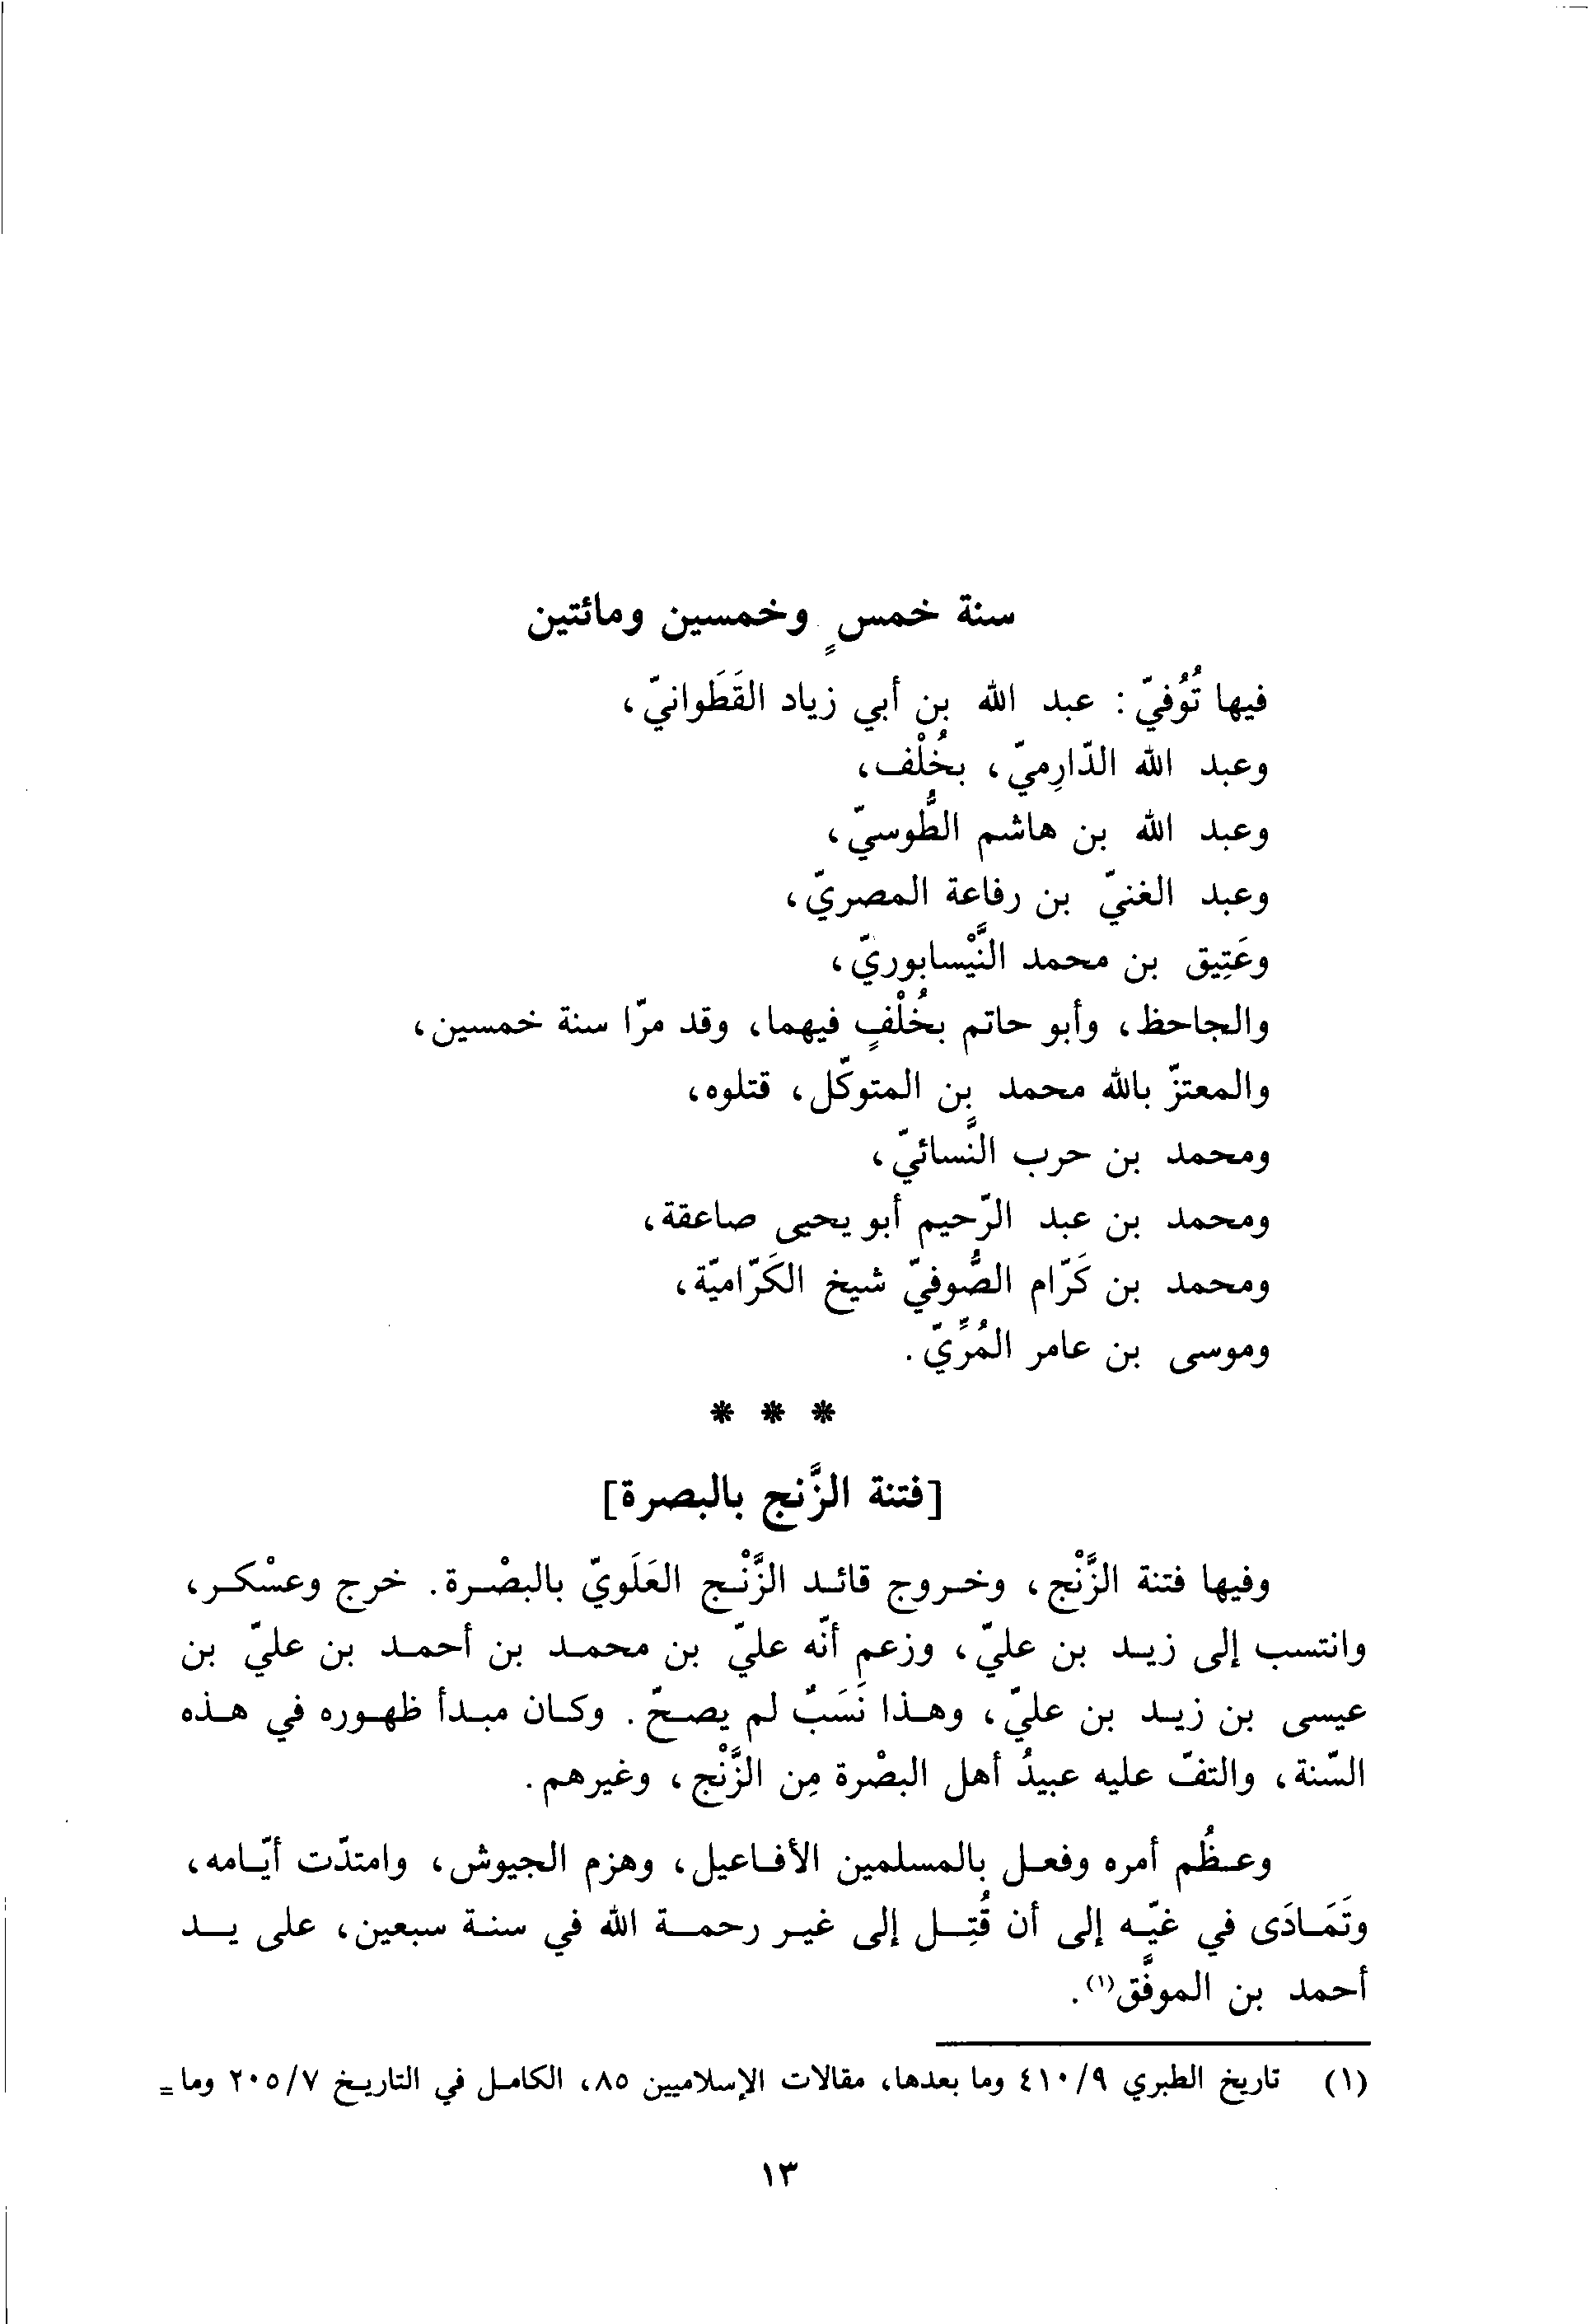 سنة خمسٍ وخمسين ومائتين
فيها تُوُفيّ : عبد الله بن أبي زياد القَطَوانيّ،
وعبد الله الدّارِميّ، بخُلْف،
وعبد الله بن هاشم الطُّوسيّ،
وعبد الغنيّ بن رفاعة المصريّ،
وعَتِيق بن محمد النَّيْسابوريّ،
والجاحظ، وأبو حاتم بخُلْفٍ فيهما، وقد مرّا سنة خمسين،
والمعتزّ بالله محمد بن المتوكّل، قتلوه،
ومحمد بن حرب النَّسائيّ،
ومحمد بن عبد الرّحيم أبو يحيى صاعقة،
ومحمد بن كَرّام الصُّوفيّ شيخ الكَرّاميّة،
وموسى بن عامر المُرِّيّ.
* * *
[فتنة الزَّنج بالبصرة]
وفيها فتنة الزَّنْج، وخروج قائد الزَّنْج العَلَويّ بالبصْرة. خرج وعسْكر،
وانتسب إلى زيد بن عليّ، وزعم أنّه عليّ بن محمد بن أحمد بن عليّ بن
عيسى بن زيد بن عليّ، وهذا نَسَبٌ لم يصحّ. وكان مبدأ ظهوره في هذه
السّنة، والتفّ عليه عبيدُ أهل البصْرة مِن الزَّنْج، وغيرهم.
وعظُم أمره وفعل بالمسلمين الأفاعيل، وهزم الجيوش، وامتدّت أيّامه،
وتَمَادَى في غيّه إلى أن قُتِل إلى غير رحمة الله في سنة سبعين، على يد
أحمد بن الموفَّق(١).
(١) تاريخ الطبري ٤١٠/٩ وما بعدها، مقالات الإسلاميين ٨٥، الكامل في التاريخ ٢٠٥/٧ وما =
١٣